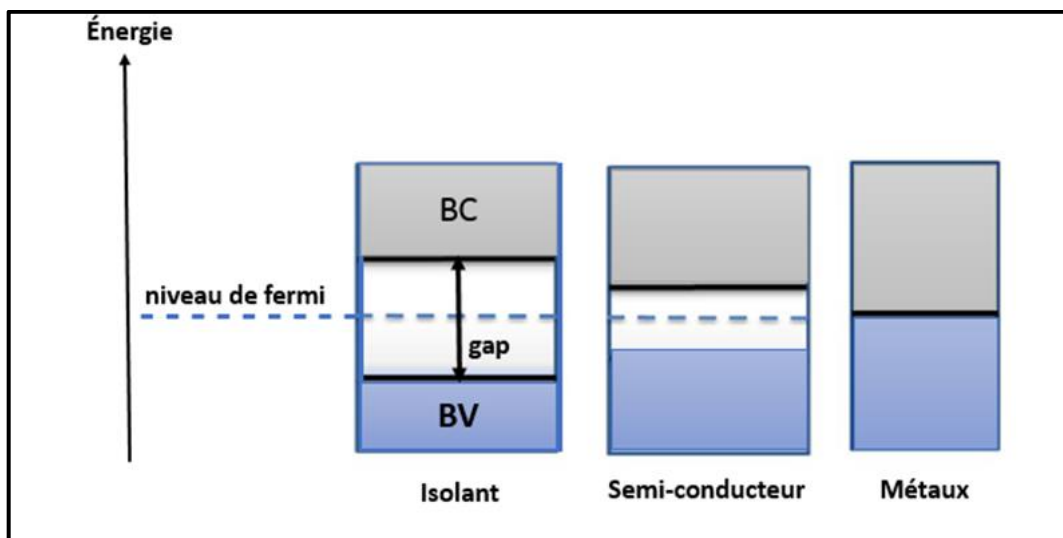 Énergie
BC
niveau de fermi
gap
BV
Isolant
Semi-conducteur
Métaux